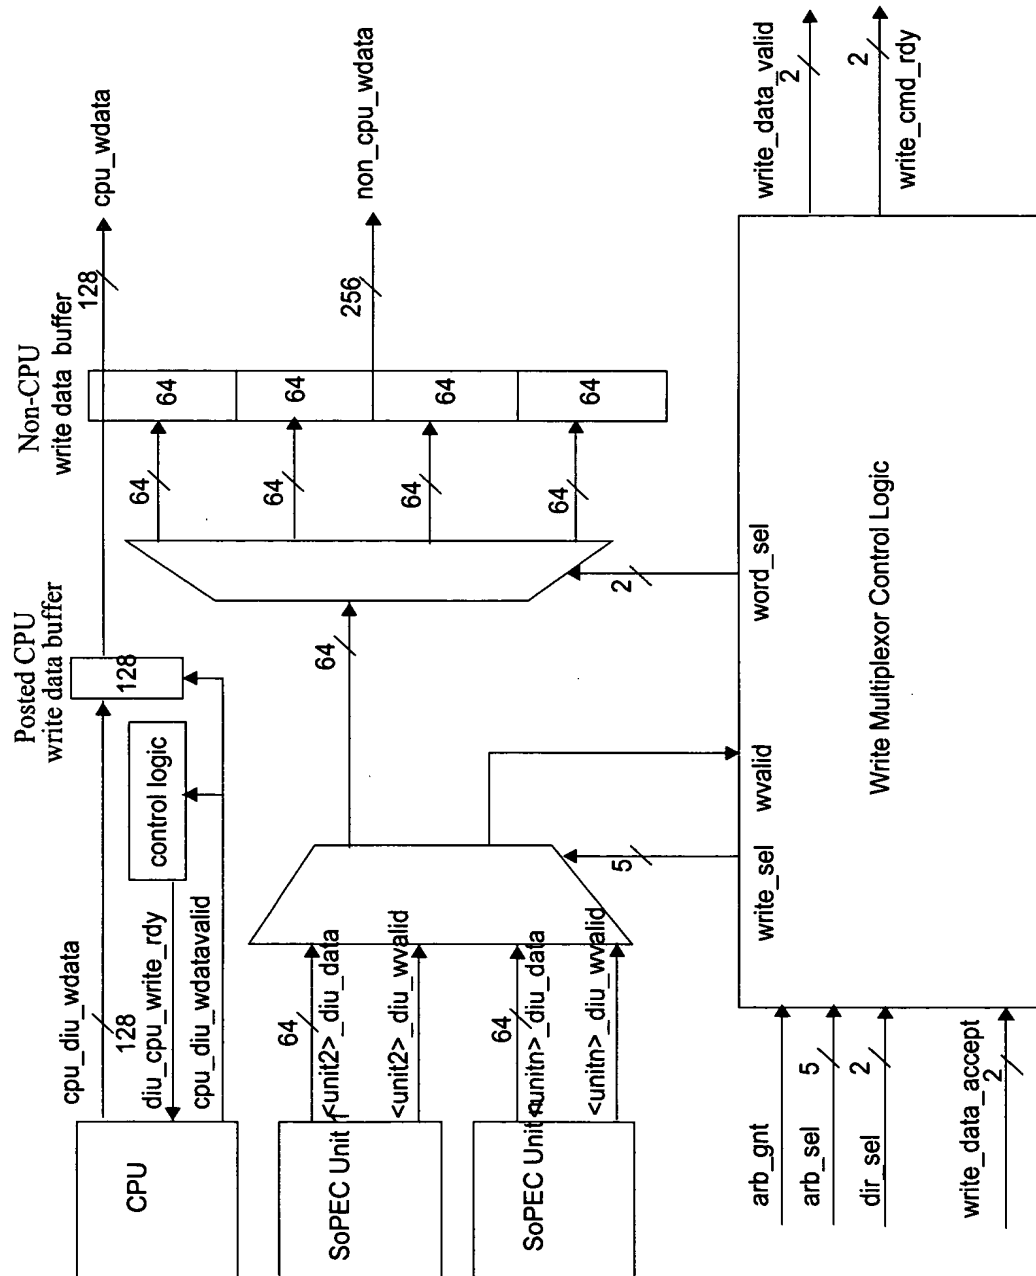 Non-CPU
write data buffer
Posted CPU
write data buffer
cpu_wdata
128
non_cpu_wdata
256
64
64
64
64
64
64
64
64
128
control logic
cpu_diu_wdata
128
diu_cpu_write_rdy
cpu_diu_wdatavalid
CPU
SoPEC Unit 1
64
<unit2>_diu_data
<unit2>_diu_wvalid
SoPEC Unit n
64
<unitn>_diu_data
<unitn>_diu_wvalid
64
2
5
write_sel
wvalid
word_sel
Write Multiplexor Control Logic
write_data_valid
2
write_cmd_rdy
2
arb_gnt
arb_sel
5
dir_sel
2
write_data_accept
2